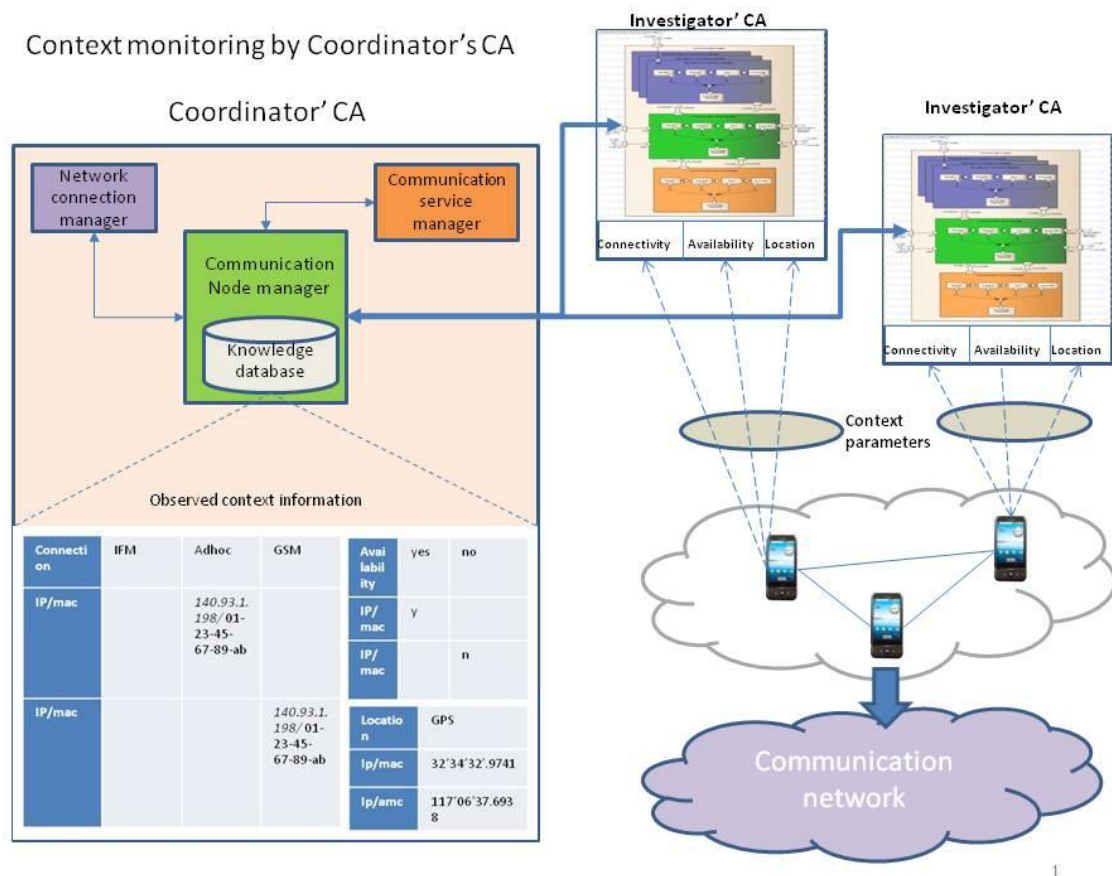 Context monitoring by Coordinator's CA
Coordinator' CA
Network
connection
manager
Communication
service
manager
Communication
Node manager
Knowledge
database
Observed context information
Connecti
on
IFM
Adhoc
GSM
IP/mac
140.93.1.
198/ 01-
23-45-
67-89-ab
IP/mac
140.93.1.
198/ 01-
23-45-
67-89-ab
Avai
labil
ity
yes
no
IP/
mac
y
IP/
mac
n
Locatio
n
GPS
Ip/mac
32'34'32'.9741
Ip/amc
117'06'37.693
8
Investigator' CA
Connectivity
Availability
Location
Investigator' CA
Connectivity
Availability
Location
Context
parameters
Communication
network
1